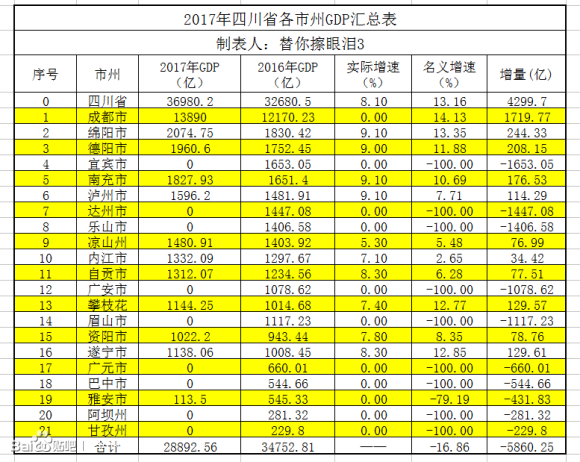 2017年四川省各市州GDP汇总表
制表人：替你擦眼泪3
序号 市州 2017年GDP（亿） 2016年GDP（亿） 实际增速（%） 名义增速（%） 增量(亿)
0 四川省 36980.2 32680.5 8.10 13.16 4299.7
1 成都市 13890 12170.23 0.00 14.13 1719.77
2 绵阳市 2074.75 1830.42 9.10 13.35 244.33
3 德阳市 1960.6 1752.45 9.00 11.88 208.15
4 宜宾市 0 1653.05 0.00 -100.00 -1653.05
5 南充市 1827.93 1651.4 9.10 10.69 176.53
6 泸州市 1596.2 1481.91 9.10 7.71 114.29
7 达州市 0 1447.08 0.00 -100.00 -1447.08
8 乐山市 0 1406.58 0.00 -100.00 -1406.58
9 凉山州 1480.91 1403.92 5.30 5.48 76.99
10 内江市 1332.09 1297.67 7.10 2.65 34.42
11 自贡市 1312.07 1234.56 8.30 6.28 77.51
12 广安市 0 1078.62 0.00 -100.00 -1078.62
13 攀枝花 1144.25 1014.68 7.40 12.77 129.57
14 眉山市 0 1117.23 0.00 -100.00 -1117.23
15 资阳市 1022.2 943.44 7.80 8.35 78.76
16 遂宁市 1138.06 1008.45 8.30 12.85 129.61
17 广元市 0 660.01 0.00 -100.00 -660.01
18 巴中市 0 544.66 0.00 -100.00 -544.66
19 雅安市 113.5 545.33 0.00 -79.19 -431.83
20 阿坝州 0 281.32 0.00 -100.00 -281.32
21 甘孜州 0 229.8 0.00 -100.00 -229.8
合计 28892.56 34752.81 —— -16.86 -5860.25
Bai 贴吧